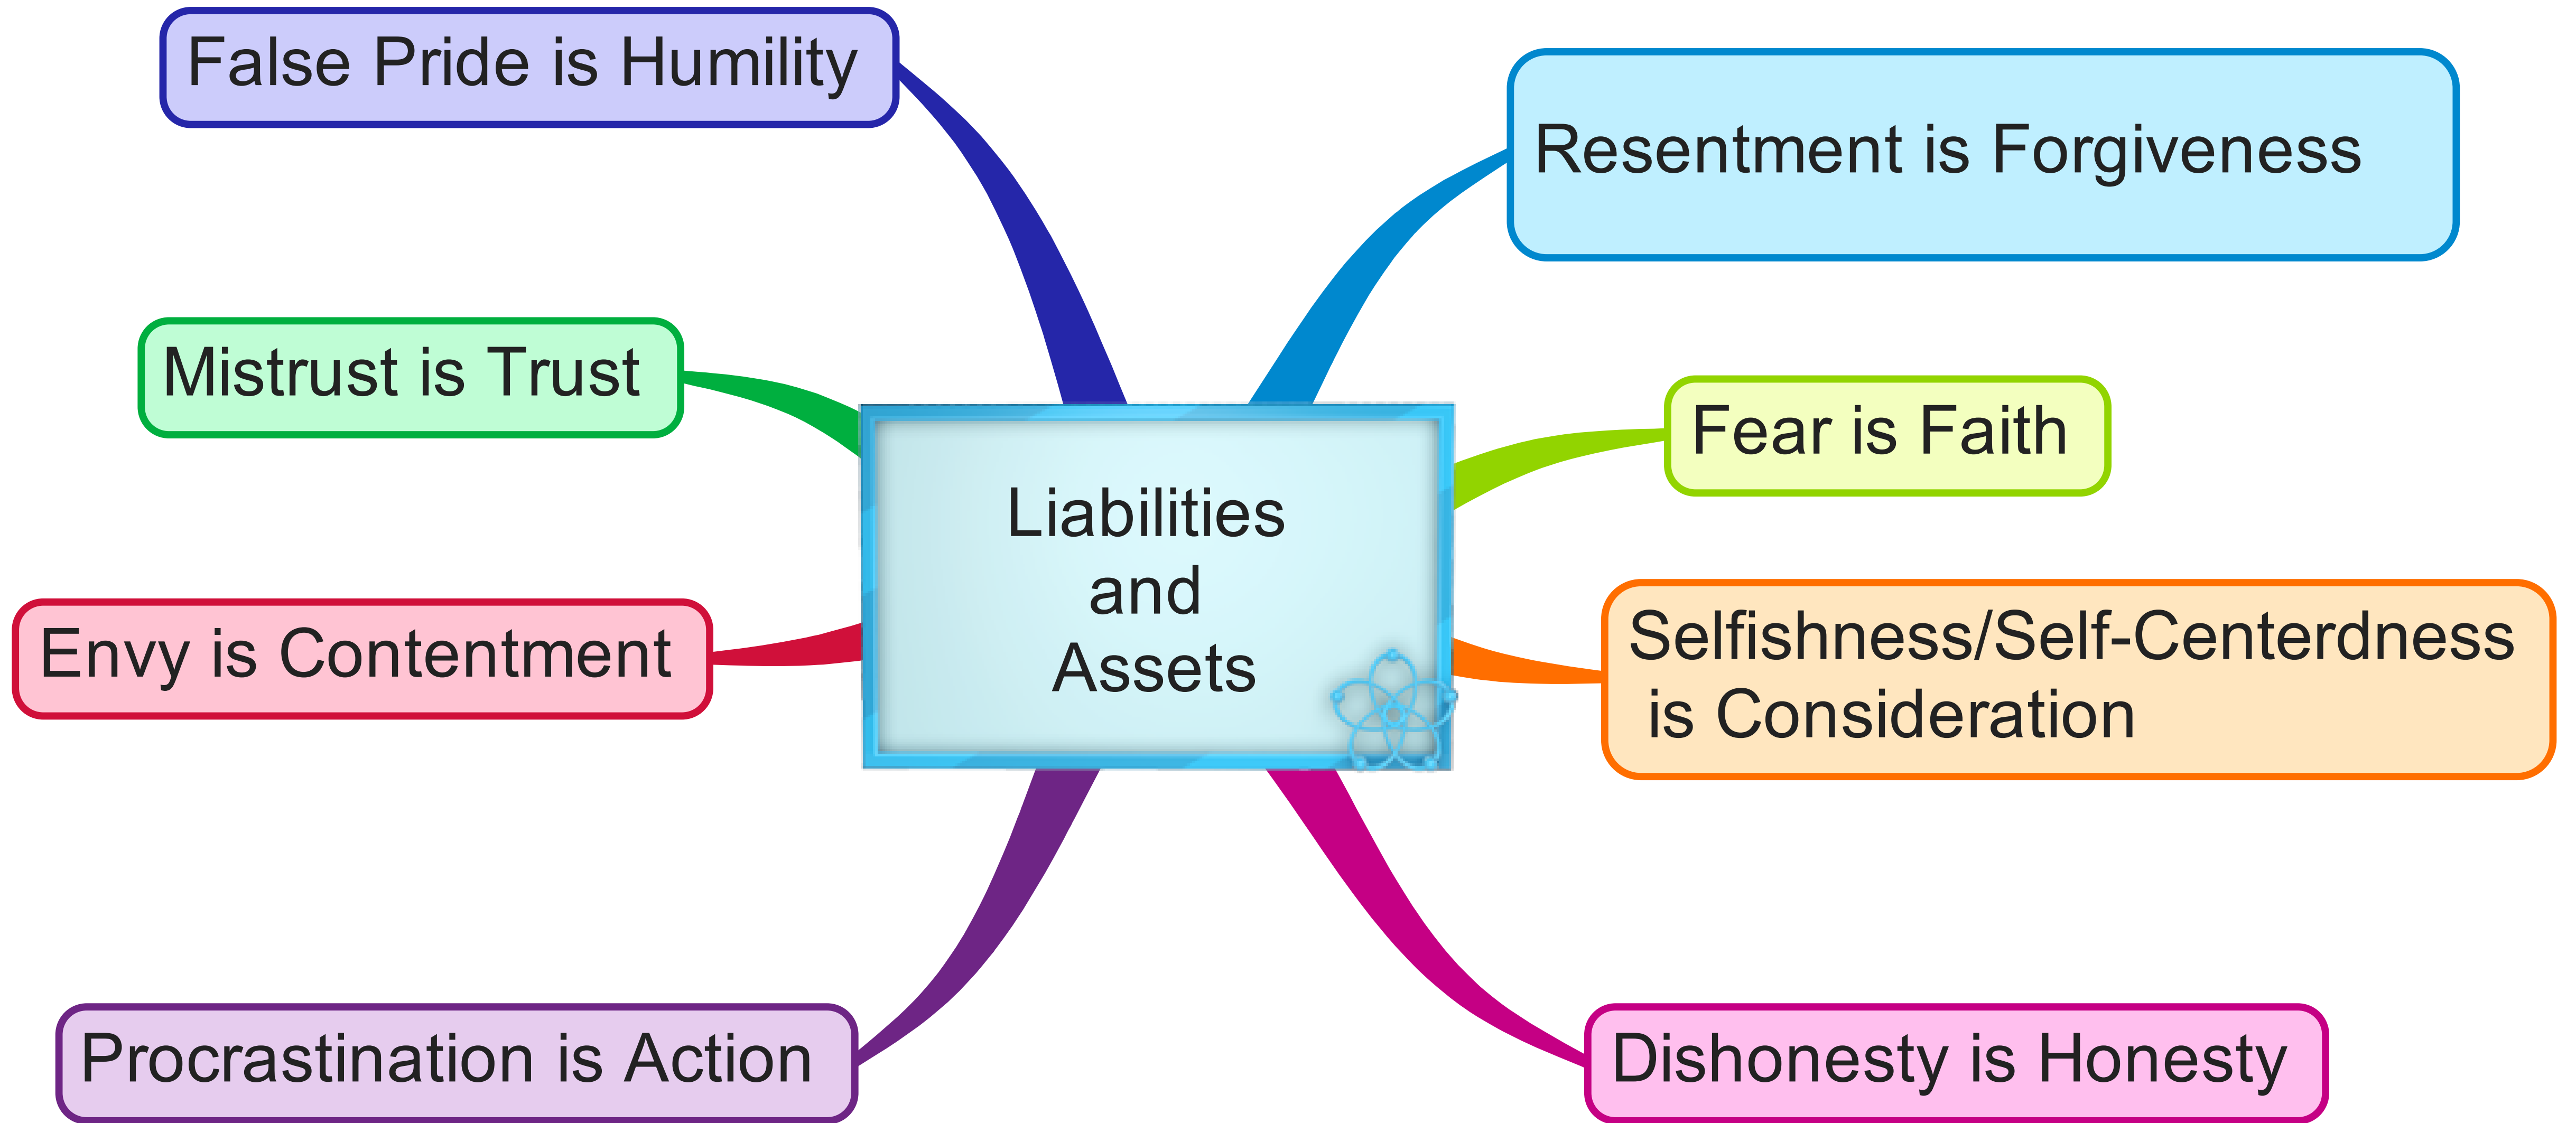 False Pride is Humility
Resentment is Forgiveness
Mistrust is Trust
Fear is Faith
Liabilities
and
Assets
Envy is Contentment
Selfishness/Self-Centerdness
is Consideration
Procrastination is Action
Dishonesty is Honesty